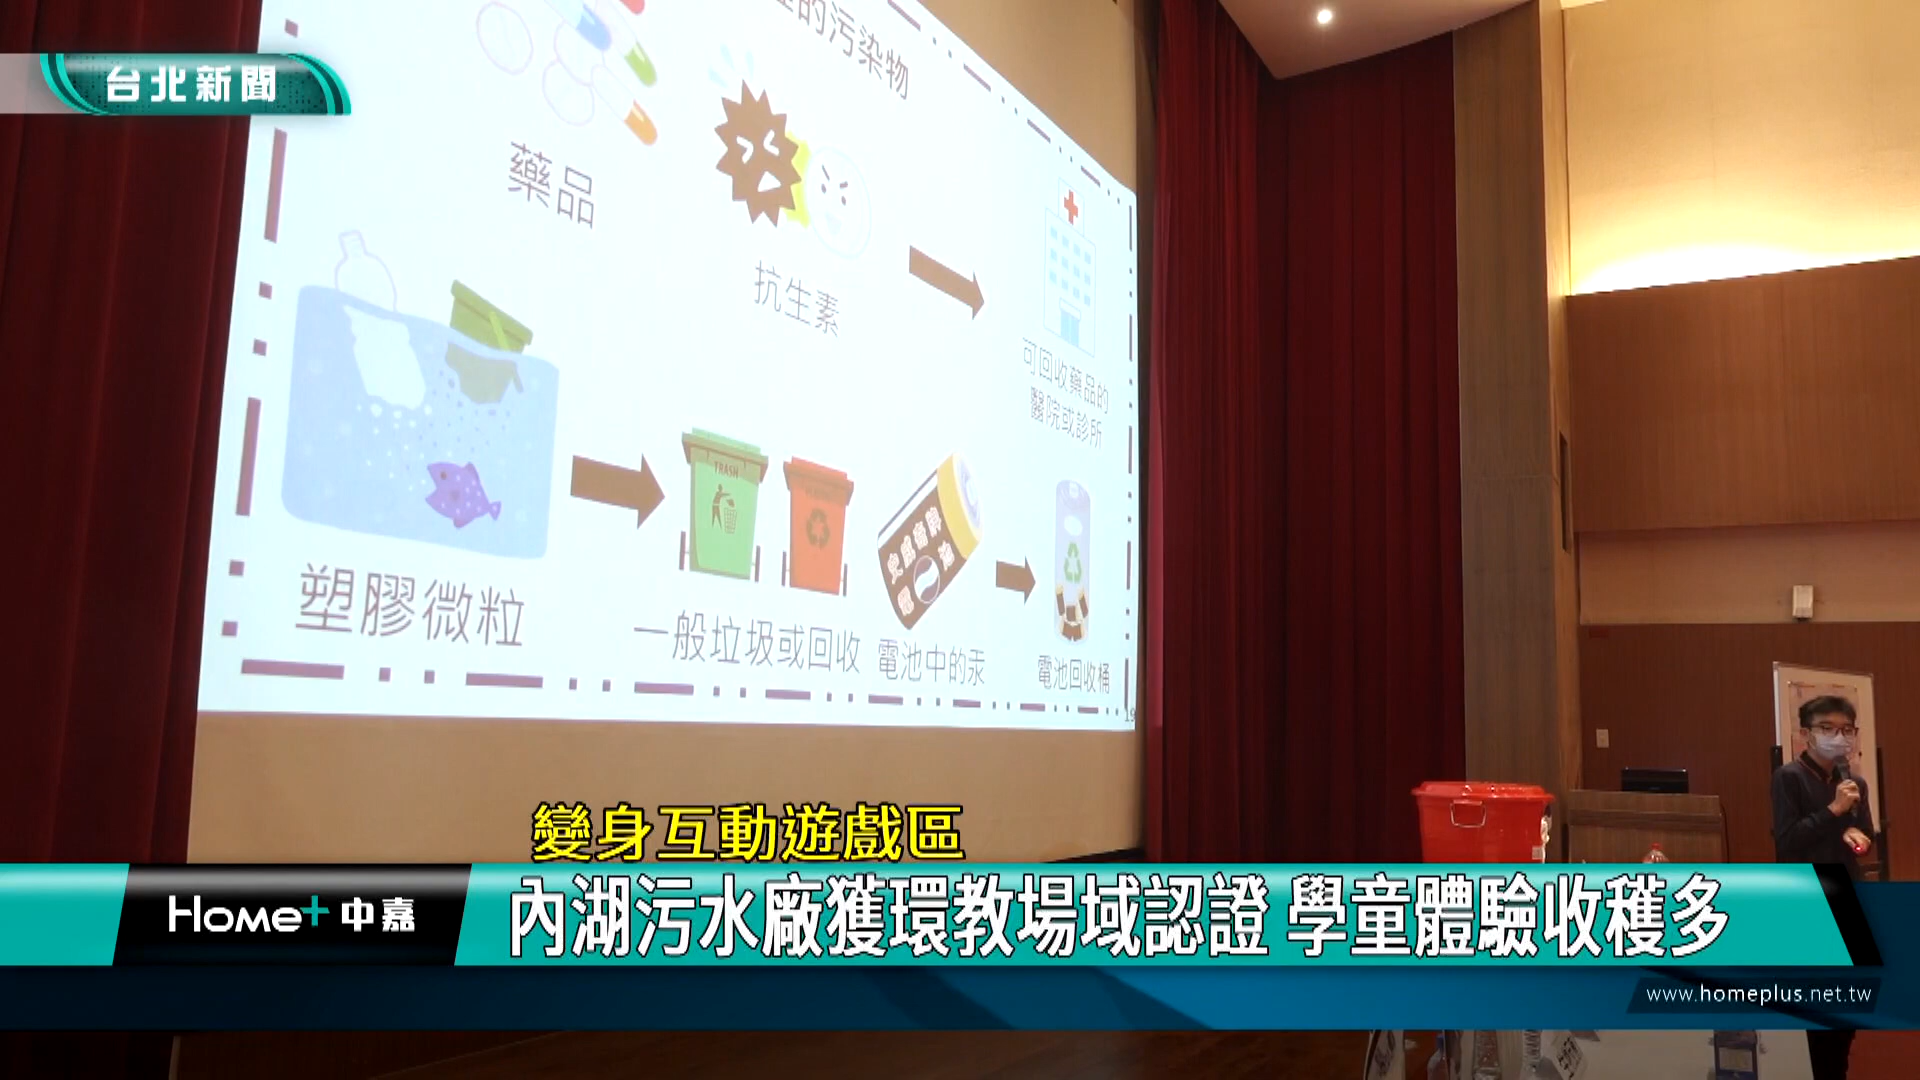 的污染物
台北新聞
藥品
抗生素
可回收藥品的
醫院或診所
TRASH
塑膠微粒
一般垃圾或回收
電池中的汞
電池回收桶
19
變身互動遊戲區
Home+中嘉
內湖污水廠獲環教場域認證 學童體驗收穫多
www.homeplus.net.tw